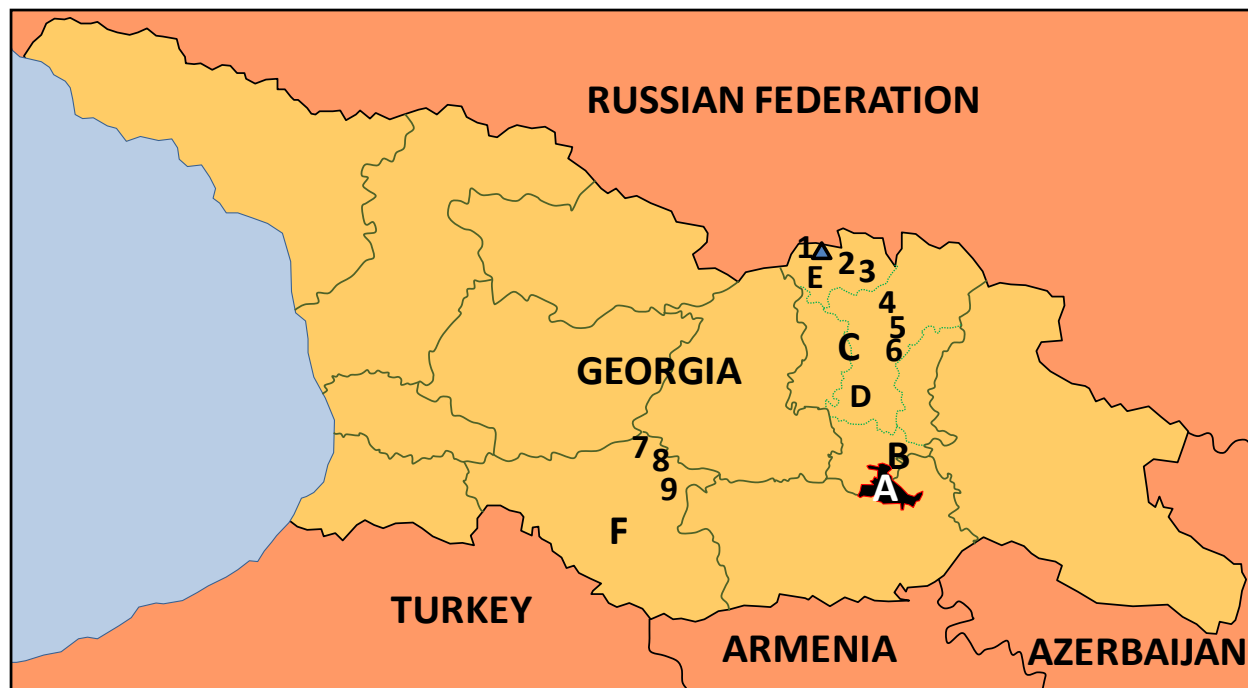 RUSSIAN FEDERATION
1
2
3
E
4
5
6
C
GEORGIA
D
7
8
9
B
A
F
TURKEY
ARMENIA
AZERBAIJAN